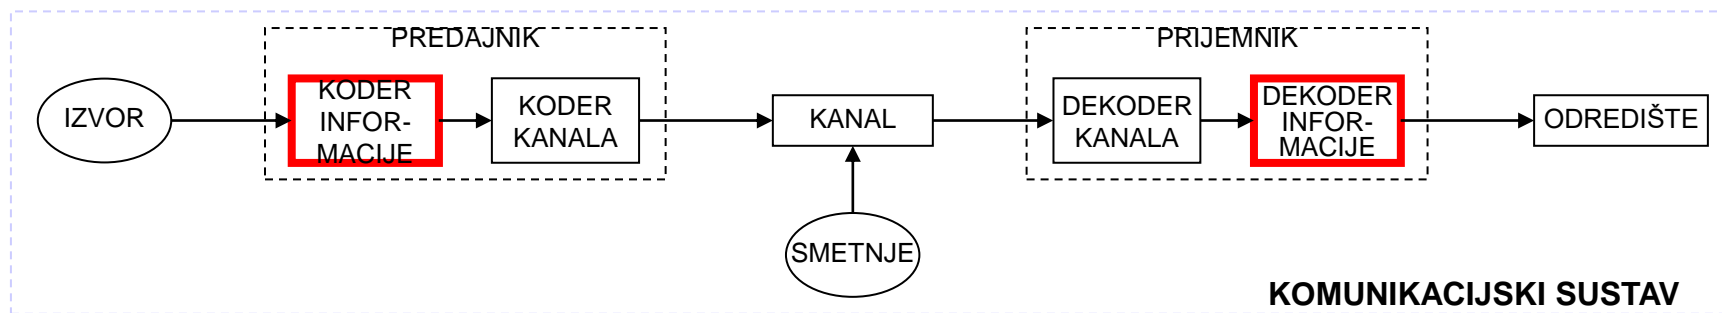 PREDAJNIK
PRIJEMNIK
IZVOR
KODER
INFOR-
MACIJE
KODER
KANALA
KANAL
DEKODER
KANALA
DEKODER
INFOR-
MACIJE
ODREDIŠTE
SMETNJE
KOMUNIKACIJSKI SUSTAV